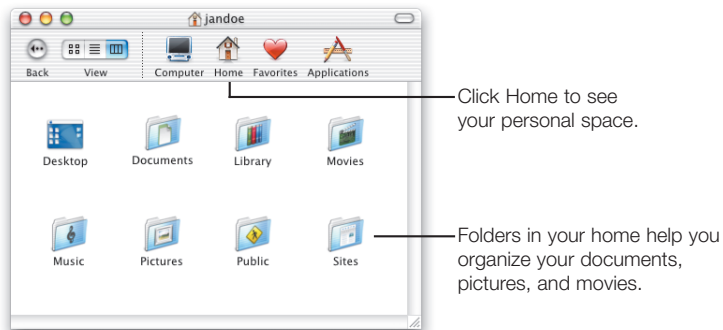 jandoe
Back View Computer Home Favorites Applications
Click Home to see
your personal space.
Desktop Documents Library Movies
Music Pictures Public Sites
Folders in your home help you
organize your documents,
pictures, and movies.